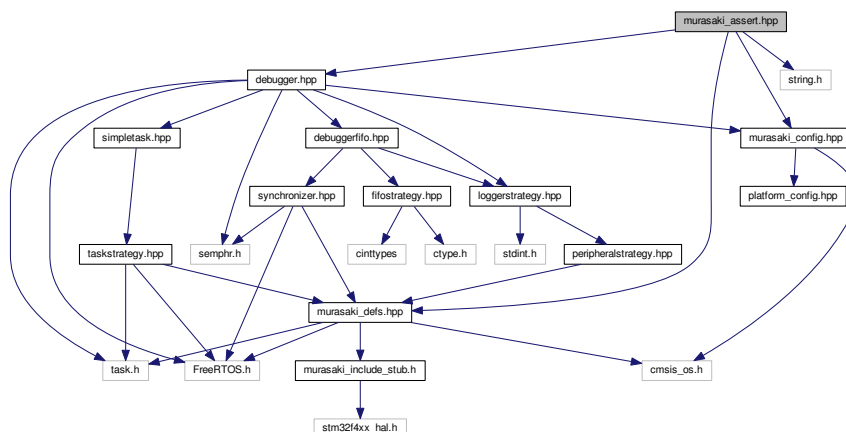 murasaki_assert.hpp
debugger.hpp
string.h
simpletask.hpp
debuggerfifo.hpp
murasaki_config.hpp
synchronizer.hpp
fifostrategy.hpp
loggerstrategy.hpp
platform_config.hpp
taskstrategy.hpp
semphr.h
cinttypes
ctype.h
stdint.h
peripheralstrategy.hpp
murasaki_defs.hpp
task.h
FreeRTOS.h
murasaki_include_stub.h
cmsis_os.h
stm32f4xx_hal.h